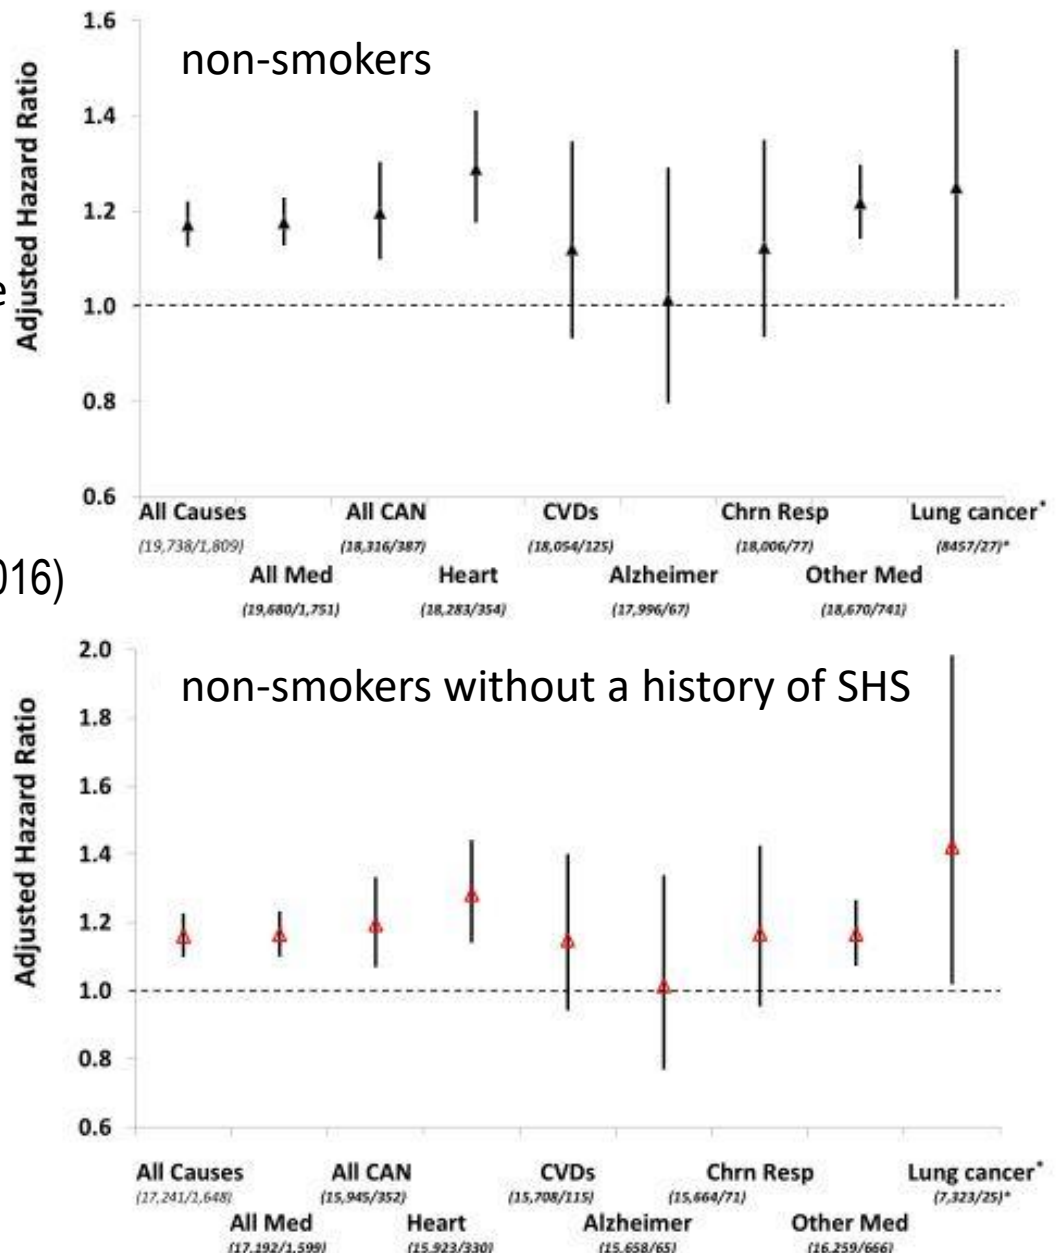 non-smokers
Adjusted Hazard Ratio
1.6
1.4
1.2
1.0
0.8
0.6
e
All Causes All CAN CVDs Chrn Resp Lung cancer*
(19,738/1,809) (18,316/387) (18,054/125) (18,006/77) (8457/27)*
All Med Heart Alzheimer Other Med
(19,680/1,751) (18,283/354) (17,996/67) (18,670/741)
016)
non-smokers without a history of SHS
Adjusted Hazard Ratio
2.0
1.8
1.6
1.4
1.2
1.0
0.8
0.6
All Causes All CAN CVDs Chrn Resp Lung cancer*
(17,241/1,648) (15,945/352) (15,708/115) (15,664/71) (7,323/25)*
All Med Heart Alzheimer Other Med
(17,192/1,599) (15,923/330) (15,658/65) (16,259/666)